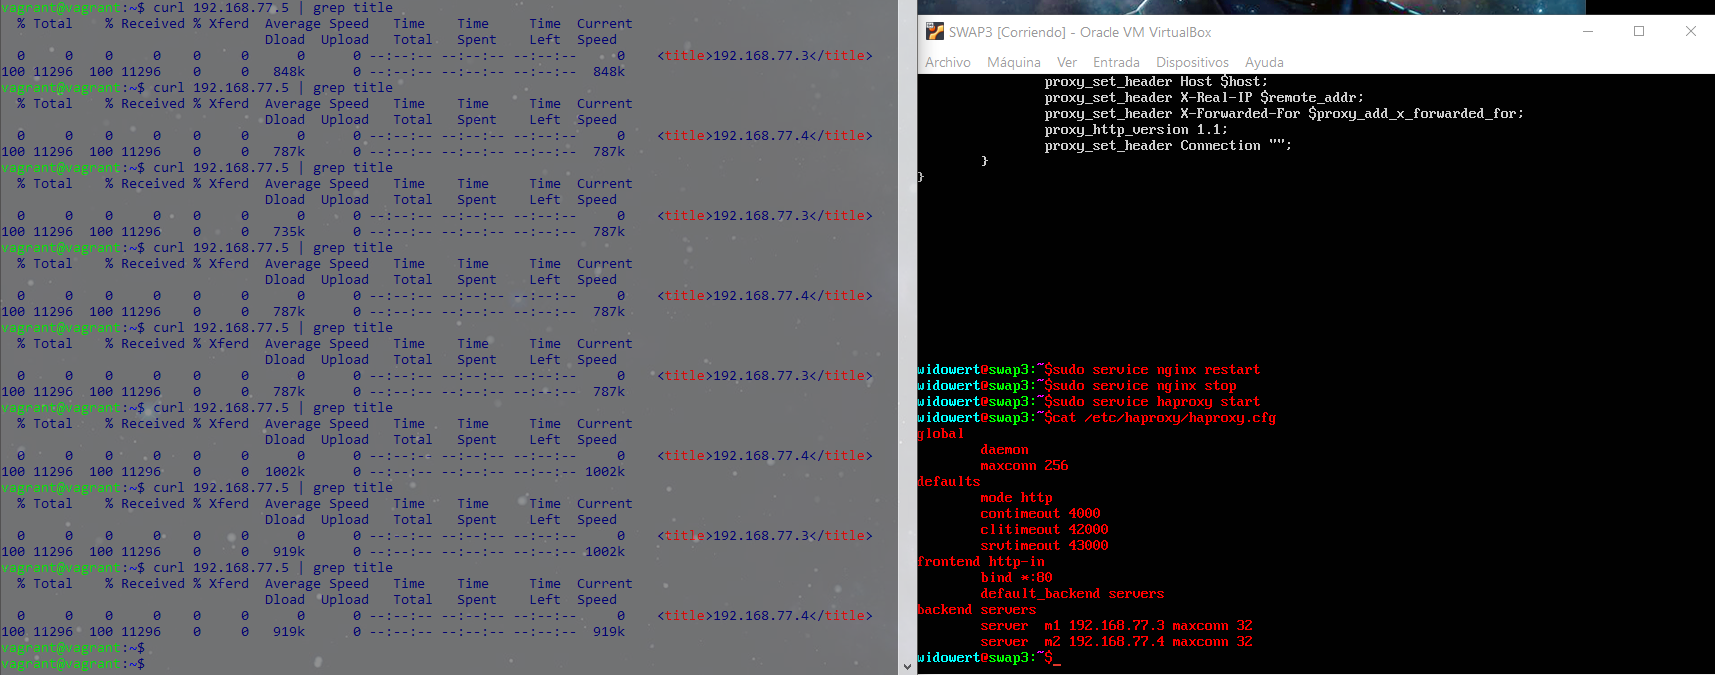 vagrant@vagrant:~$ curl 192.168.77.5 | grep title
  % Total    % Received % Xferd  Average Speed   Time    Time     Time  Current
                                 Dload  Upload   Total   Spent    Left  Speed
  0     0    0     0    0     0      0      0 --:--:-- --:--:-- --:--:--     0    <title>192.168.77.3</title>
100 11296  100 11296    0     0   848k      0 --:--:-- --:--:-- --:--:--  848k
vagrant@vagrant:~$ curl 192.168.77.5 | grep title
  % Total    % Received % Xferd  Average Speed   Time    Time     Time  Current
                                 Dload  Upload   Total   Spent    Left  Speed
  0     0    0     0    0     0      0      0 --:--:-- --:--:-- --:--:--     0    <title>192.168.77.4</title>
100 11296  100 11296    0     0   787k      0 --:--:-- --:--:-- --:--:--  787k
vagrant@vagrant:~$ curl 192.168.77.5 | grep title
  % Total    % Received % Xferd  Average Speed   Time    Time     Time  Current
                                 Dload  Upload   Total   Spent    Left  Speed
  0     0    0     0    0     0      0      0 --:--:-- --:--:-- --:--:--     0    <title>192.168.77.3</title>
100 11296  100 11296    0     0   735k      0 --:--:-- --:--:-- --:--:--  787k
vagrant@vagrant:~$ curl 192.168.77.5 | grep title
  % Total    % Received % Xferd  Average Speed   Time    Time     Time  Current
                                 Dload  Upload   Total   Spent    Left  Speed
  0     0    0     0    0     0      0      0 --:--:-- --:--:-- --:--:--     0    <title>192.168.77.4</title>
100 11296  100 11296    0     0   787k      0 --:--:-- --:--:-- --:--:--  787k
vagrant@vagrant:~$ curl 192.168.77.5 | grep title
  % Total    % Received % Xferd  Average Speed   Time    Time     Time  Current
                                 Dload  Upload   Total   Spent    Left  Speed
  0     0    0     0    0     0      0      0 --:--:-- --:--:-- --:--:--     0    <title>192.168.77.3</title>
100 11296  100 11296    0     0   787k      0 --:--:-- --:--:-- --:--:--  787k
vagrant@vagrant:~$ curl 192.168.77.5 | grep title
  % Total    % Received % Xferd  Average Speed   Time    Time     Time  Current
                                 Dload  Upload   Total   Spent    Left  Speed
  0     0    0     0    0     0      0      0 --:--:-- --:--:-- --:--:--     0    <title>192.168.77.4</title>
100 11296  100 11296    0     0  1002k      0 --:--:-- --:--:-- --:--:-- 1002k
vagrant@vagrant:~$ curl 192.168.77.5 | grep title
  % Total    % Received % Xferd  Average Speed   Time    Time     Time  Current
                                 Dload  Upload   Total   Spent    Left  Speed
  0     0    0     0    0     0      0      0 --:--:-- --:--:-- --:--:--     0    <title>192.168.77.3</title>
100 11296  100 11296    0     0   919k      0 --:--:-- --:--:-- --:--:-- 1002k
vagrant@vagrant:~$ curl 192.168.77.5 | grep title
  % Total    % Received % Xferd  Average Speed   Time    Time     Time  Current
                                 Dload  Upload   Total   Spent    Left  Speed
  0     0    0     0    0     0      0      0 --:--:-- --:--:-- --:--:--     0    <title>192.168.77.4</title>
100 11296  100 11296    0     0   919k      0 --:--:-- --:--:-- --:--:--  919k
vagrant@vagrant:~$
vagrant@vagrant:~$
SWAP3 [Corriendo] - Oracle VM VirtualBox
Archivo Máquina Ver Entrada Dispositivos Ayuda
proxy_set_header Host $host;
proxy_set_header X-Real-IP $remote_addr;
proxy_set_header X-Forwarded-For $proxy_add_x_forwarded_for;
proxy_http_version 1.1;
proxy_set_header Connection "";
}
}
widowert@swap3:~$sudo service nginx restart
widowert@swap3:~$sudo service nginx stop
widowert@swap3:~$sudo service haproxy start
widowert@swap3:~$cat /etc/haproxy/haproxy.cfg
global
daemon
maxconn 256
defaults
mode http
contimeout 4000
clitimeout 42000
srvtimeout 43000
frontend http-in
bind *:80
default_backend servers
backend servers
server  m1 192.168.77.3 maxconn 32
server  m2 192.168.77.4 maxconn 32
widowert@swap3:~$_